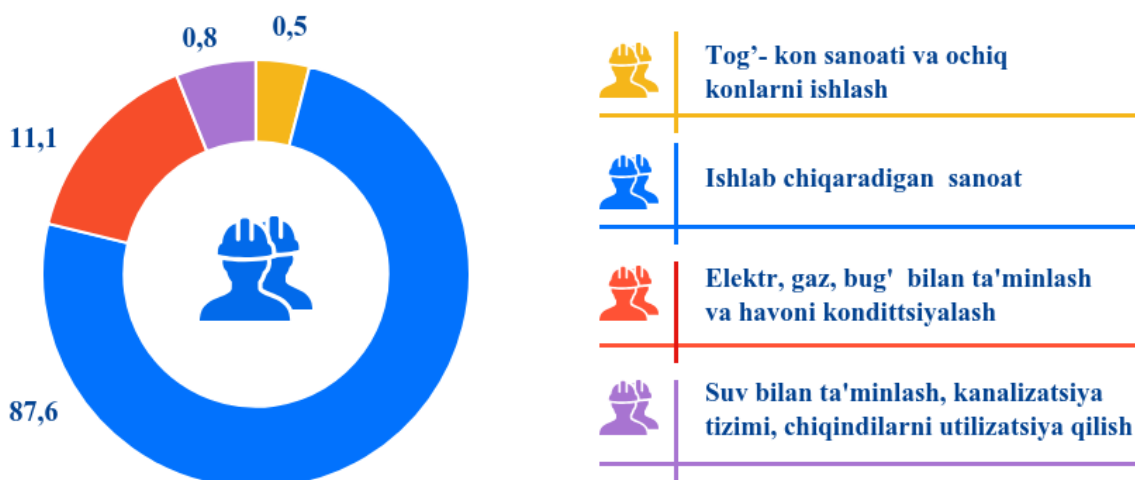 0,8
0,5
11,1
87,6
Tog’- kon sanoati va ochiq
konlarni ishlash
Ishlab chiqaradigan  sanoat
Elektr, gaz, bug'  bilan ta'minlash
va havoni kondittsiyalash
Suv bilan ta'minlash, kanalizatsiya
tizimi, chiqindilarni utilizatsiya qilish